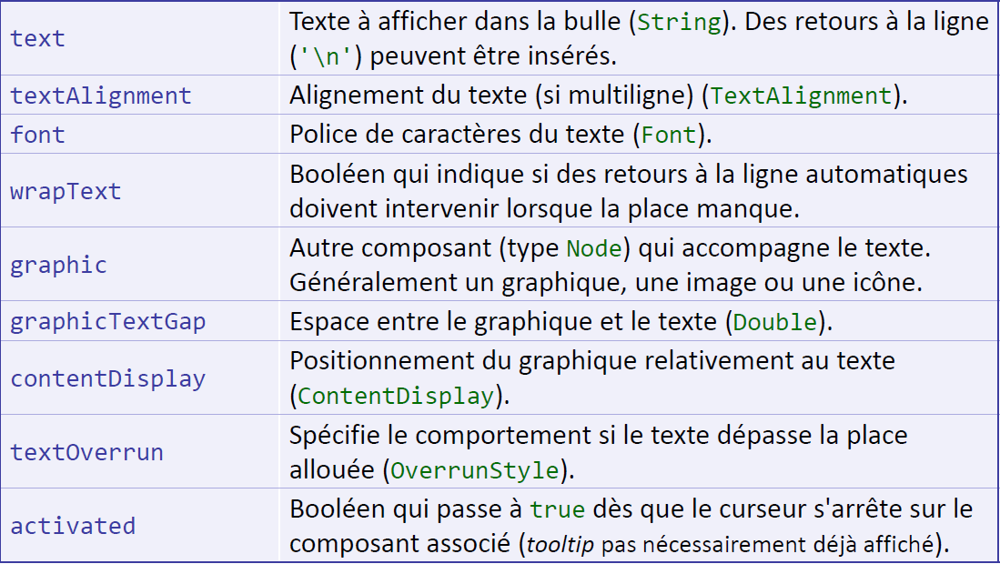 text
Texte à afficher dans la bulle (String). Des retours à la ligne
('\n') peuvent être insérés.
textAlignment
Alignement du texte (si multiligne) (TextAlignment).
font
Police de caractères du texte (Font).
wrapText
Booléen qui indique si des retours à la ligne automatiques
doivent intervenir lorsque la place manque.
graphic
Autre composant (type Node) qui accompagne le texte.
Généralement un graphique, une image ou une icône.
graphicTextGap
Espace entre le graphique et le texte (Double).
contentDisplay
Positionnement du graphique relativement au texte
(ContentDisplay).
textOverrun
Spécifie le comportement si le texte dépasse la place
allouée (OverrunStyle).
activated
Booléen qui passe à true dès que le curseur s'arrête sur le
composant associé (tooltip pas nécessairement déjà affiché).